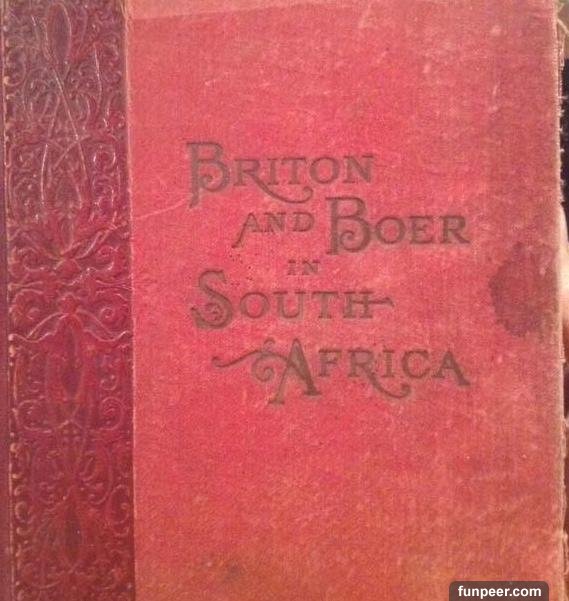 BRITON
AND BOER
IN
SOUTH
AFRICA
funpeer.com